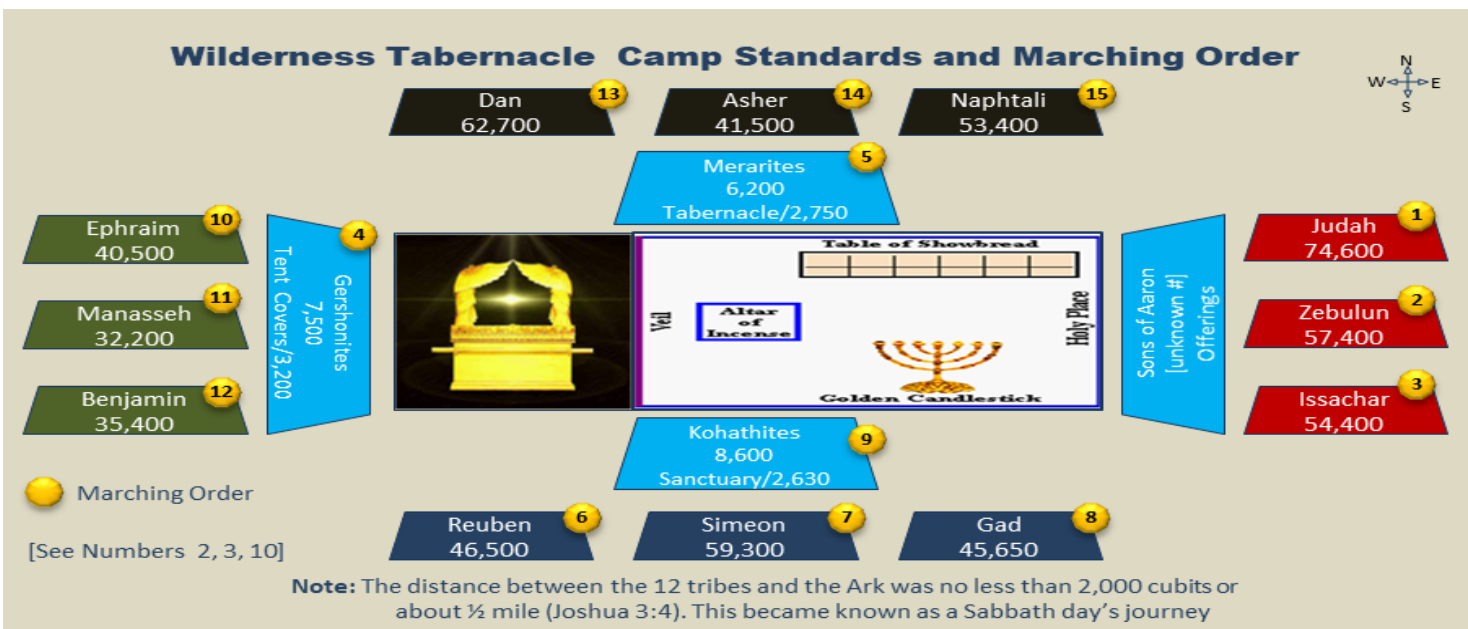 Wilderness Tabernacle Camp Standards and Marching Order
N
W E
S
Dan
62,700
13
Asher
41,500
14
Naphtali
53,400
15
Merarites
6,200
Tabernacle/2,750
5
Ephraim
40,500
10
Manasseh
32,200
11
Benjamin
35,400
12
Gershonites
7,500
Tent Covers/3,200
4
Table of Showbread
Veil
Altar
of
Incense
Holy Place
Golden Candlestick
Sons of Aaron
[unknown #]
Offerings
Judah
74,600
1
Zebulun
57,400
2
Issachar
54,400
3
Kohathites
8,600
Sanctuary/2,630
9
Reuben
46,500
6
Simeon
59,300
7
Gad
45,650
8
Marching Order
[See Numbers 2, 3, 10]
Note: The distance between the 12 tribes and the Ark was no less than 2,000 cubits or
about ½ mile (Joshua 3:4). This became known as a Sabbath day's journey